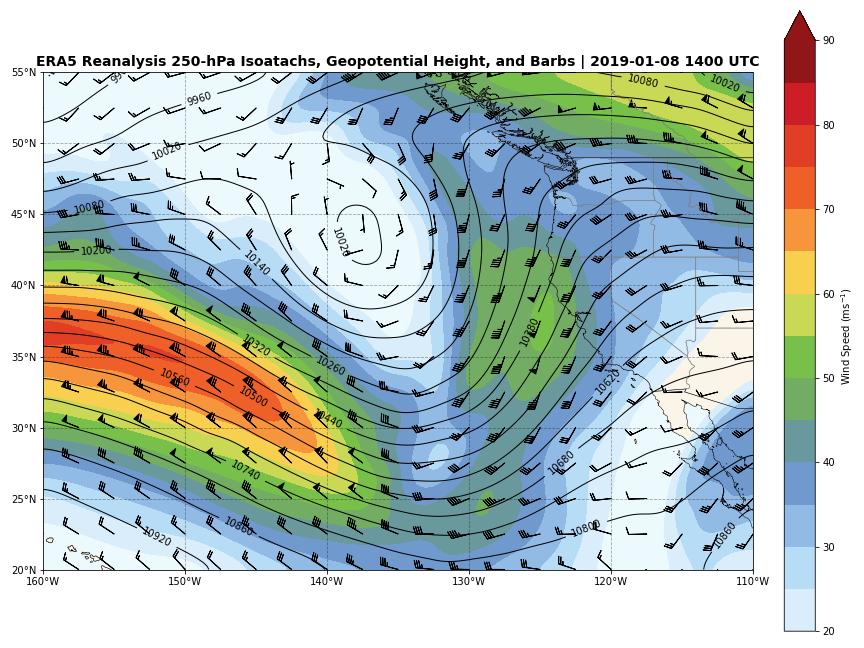 ERA5 Reanalysis 250-hPa Isoatachs, Geopotential Height, and Barbs | 2019-01-08 1400 UTC
55°N
50°N
45°N
40°N
35°N
30°N
25°N
20°N
160°W 150°W 140°W 130°W 120°W 110°W
9960
10020
10080
10200
10140
10020
10320
10260
10560
10500
10440
10740
10860
10920
10080
10020
10380
10620
10680
10800
10860
90
80
70
60
50
40
30
20
Wind Speed (ms⁻¹)